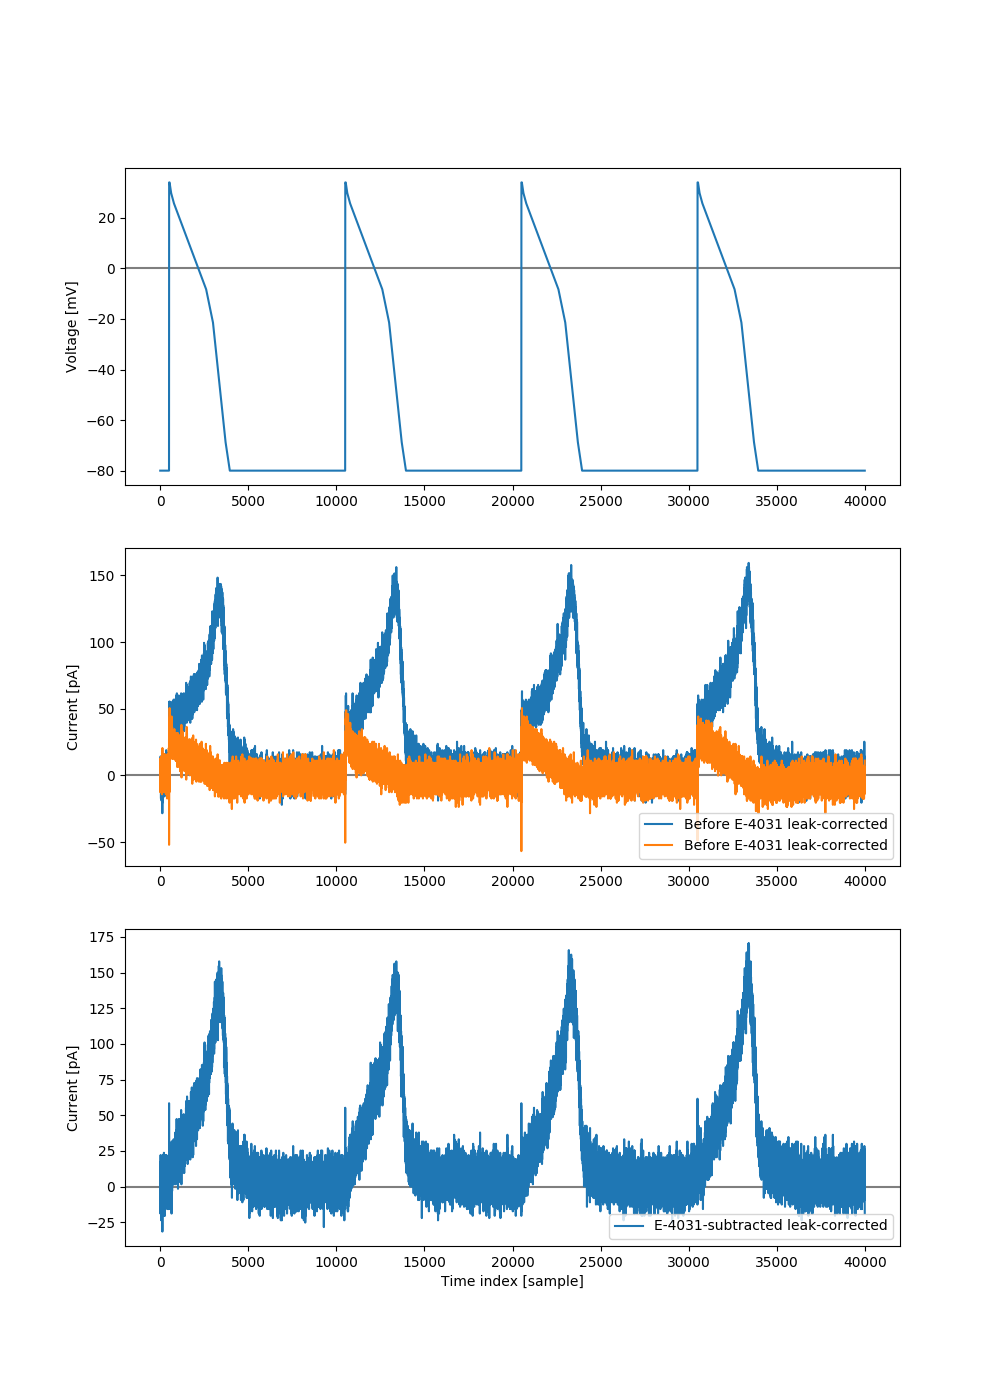 20
0
−20
−40
−60
−80
Voltage [mV]
0 5000 10000 15000 20000 25000 30000 35000 40000
150
100
50
0
−50
Current [pA]
Before E-4031 leak-corrected
Before E-4031 leak-corrected
0 5000 10000 15000 20000 25000 30000 35000 40000
175
150
125
100
75
50
25
0
−25
Current [pA]
E-4031-subtracted leak-corrected
0 5000 10000 15000 20000 25000 30000 35000 40000
Time index [sample]